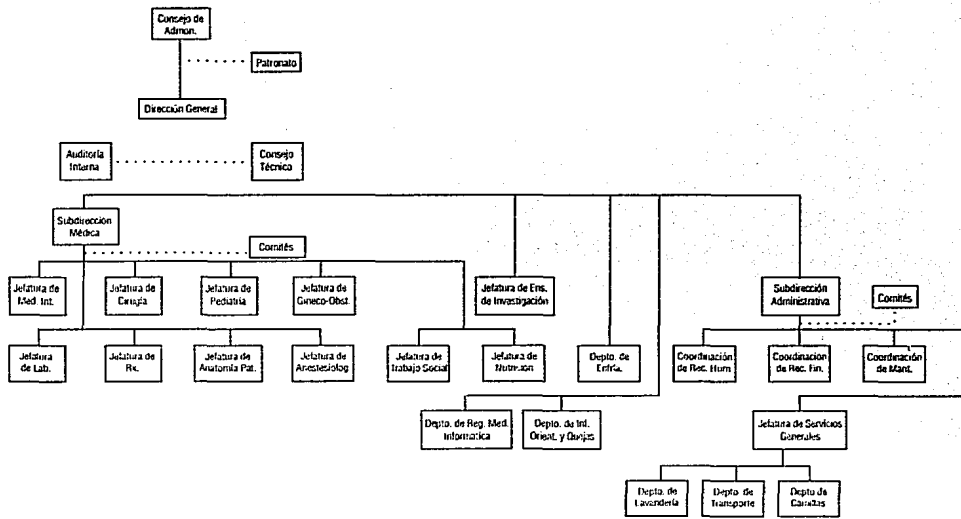 Consejo de
Admon.
Patronato
Dirección General
Auditoría
Interna
Consejo
Técnico
Subdirección
Médica
Comités
Jefatura de
Med. Int.
Jefatura de
Cirugía
Jefatura de
Pediatría
Jefatura de
Gineco-Obst.
Jefatura de Ens.
de Investigación.
Subdirección
Administrativa
Comités
Jefatura
de Lab.
Jefatura de
Rx.
Jefatura de
Anatomía Pat.
Jefatura de
Anestesiolog
Jefatura de
Trabajo Social
Jefatura de
Nutrición
Depto. de
Enfría.
Coordinación
de Rec. Hum
Coordinación
de Rec. Fin.
Coordinación
de Mant.
Depto. de Reg. Med.
Informatica
Depto. de Inf.
Orient. y Quejas
Jefatura de Servicios
Generales
Depto. de
Lavandería
Depto. de
Transporte
Depto de